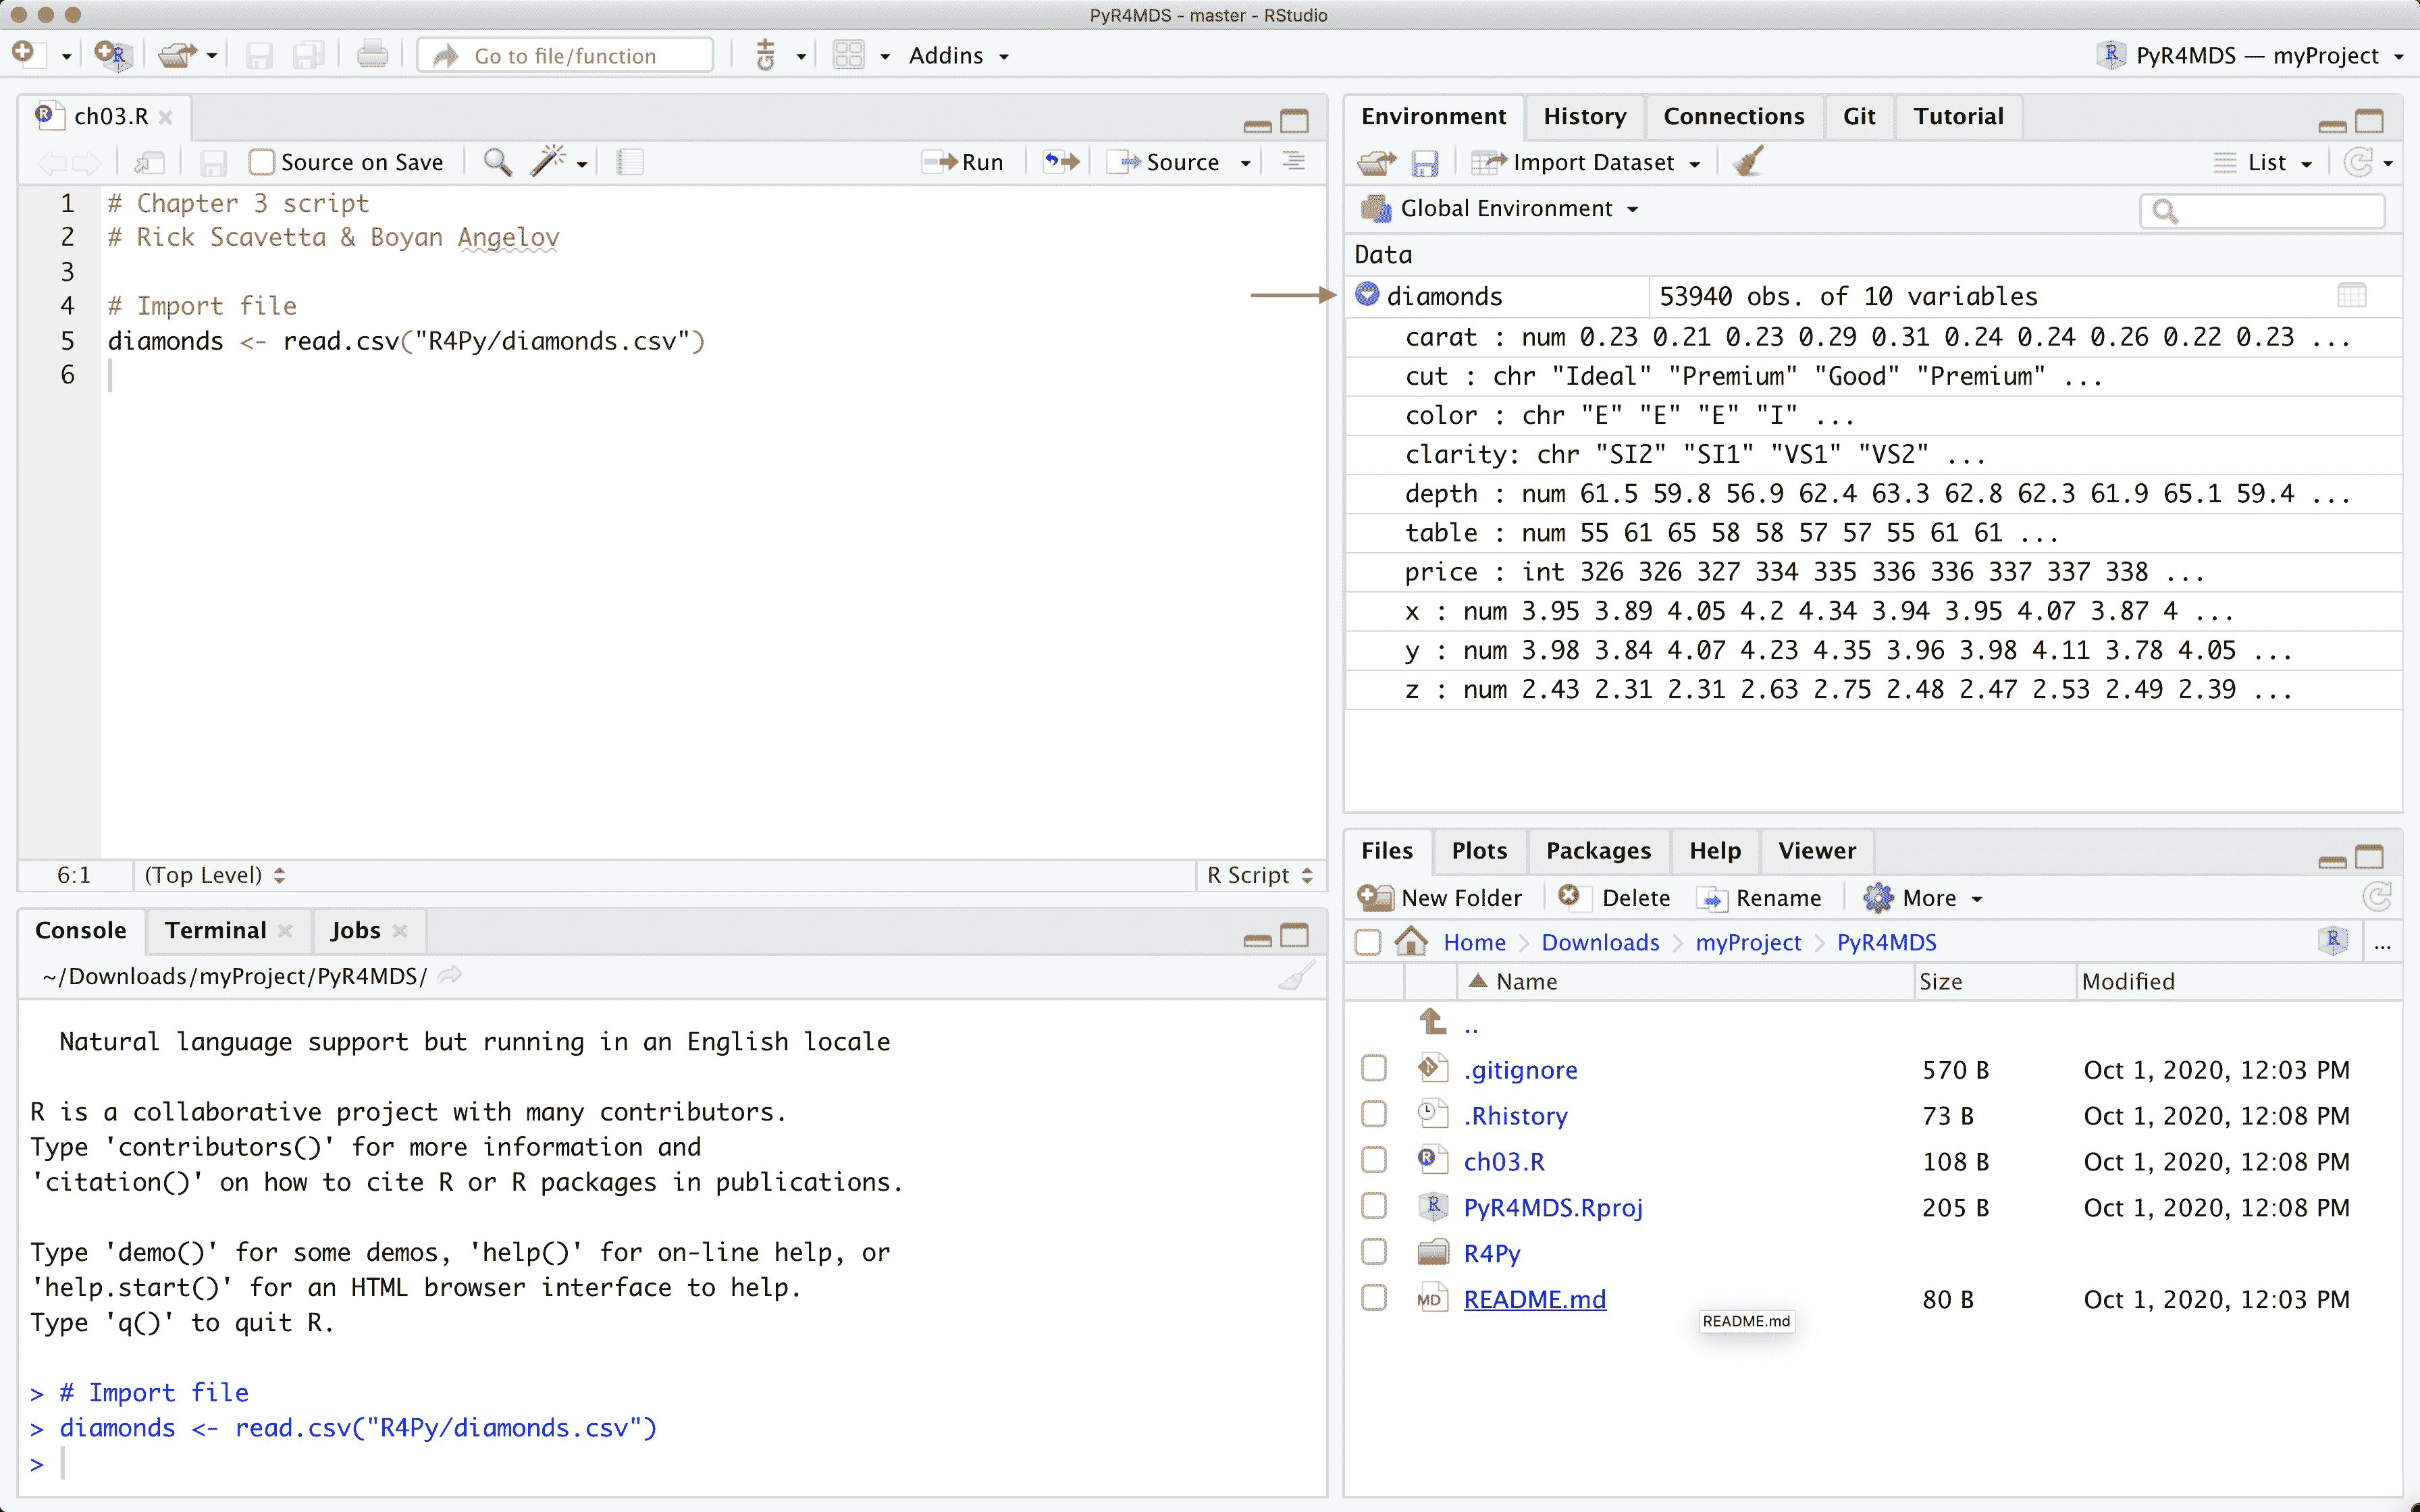 PyR4MDS - master - RStudio
Go to file/function
Addins
PyR4MDS — myProject
ch03.R
Source on Save
Run
Source
1 # Chapter 3 script
2 # Rick Scavetta & Boyan Angelov
3
4 # Import file
5 diamonds <- read.csv("R4Py/diamonds.csv")
6
6:1 (Top Level) R Script
Console Terminal Jobs
~/Downloads/myProject/PyR4MDS/
Natural language support but running in an English locale
R is a collaborative project with many contributors.
Type 'contributors()' for more information and
'citation()' on how to cite R or R packages in publications.
Type 'demo()' for some demos, 'help()' for on-line help, or
'help.start()' for an HTML browser interface to help.
Type 'q()' to quit R.
> # Import file
> diamonds <- read.csv("R4Py/diamonds.csv")
>
Environment History Connections Git Tutorial
Import Dataset List
Global Environment
Data
diamonds 53940 obs. of 10 variables
carat : num 0.23 0.21 0.23 0.29 0.31 0.24 0.24 0.26 0.22 0.23 ...
cut : chr "Ideal" "Premium" "Good" "Premium" ...
color : chr "E" "E" "E" "I" ...
clarity: chr "SI2" "SI1" "VS1" "VS2" ...
depth : num 61.5 59.8 56.9 62.4 63.3 62.8 62.3 61.9 65.1 59.4 ...
table : num 55 61 65 58 58 57 57 55 61 61 ...
price : int 326 326 327 334 335 336 336 337 337 338 ...
x : num 3.95 3.89 4.05 4.2 4.34 3.94 3.95 4.07 3.87 4 ...
y : num 3.98 3.84 4.07 4.23 4.35 3.96 3.98 4.11 3.78 4.05 ...
z : num 2.43 2.31 2.31 2.63 2.75 2.48 2.47 2.53 2.49 2.39 ...
Files Plots Packages Help Viewer
New Folder Delete Rename More
Home Downloads myProject PyR4MDS ...
Name Size Modified
..
.gitignore 570 B Oct 1, 2020, 12:03 PM
.Rhistory 73 B Oct 1, 2020, 12:08 PM
ch03.R 108 B Oct 1, 2020, 12:08 PM
PyR4MDS.Rproj 205 B Oct 1, 2020, 12:08 PM
R4Py
README.md 80 B Oct 1, 2020, 12:03 PM
README.md